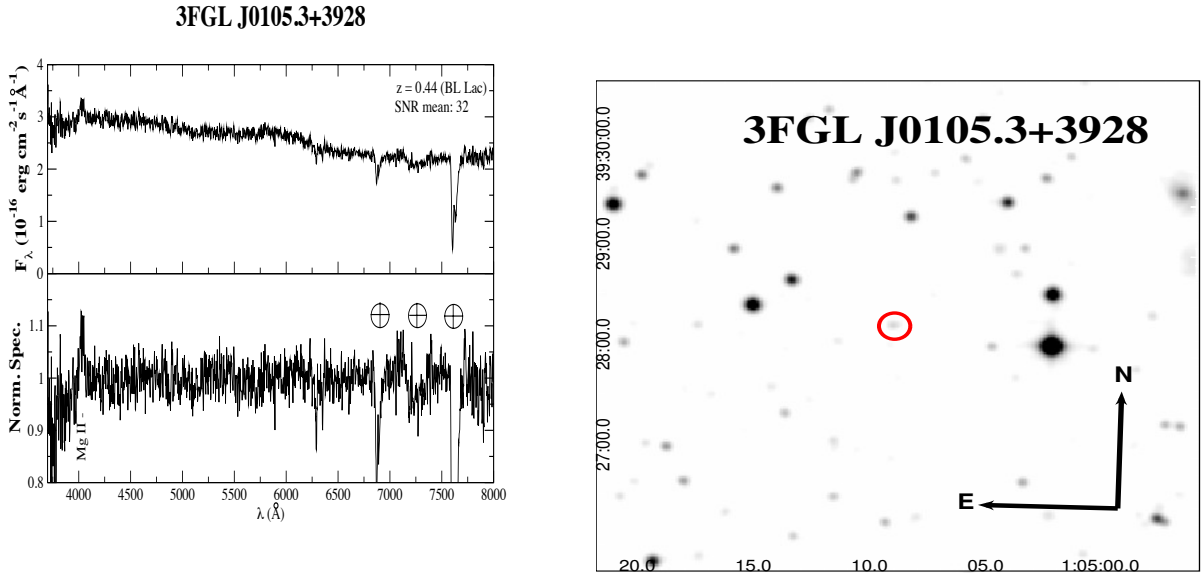 3FGL J0105.3+3928
4
3
2
1
0
F_λ (10^-16 erg cm^-2 s^-1 Å^-1)
z = 0.44 (BL Lac)
SNR mean: 32
1.1
1
0.9
0.8
Norm. Spec.
Mg II
4000 4500 5000 5500 6000 6500 7000 7500 8000
λ (Å)
3FGL J0105.3+3928
39:30:00.0
29:00.0
28:00.0
27:00.0
N
E
20.0 15.0 10.0 05.0 1:05:00.0